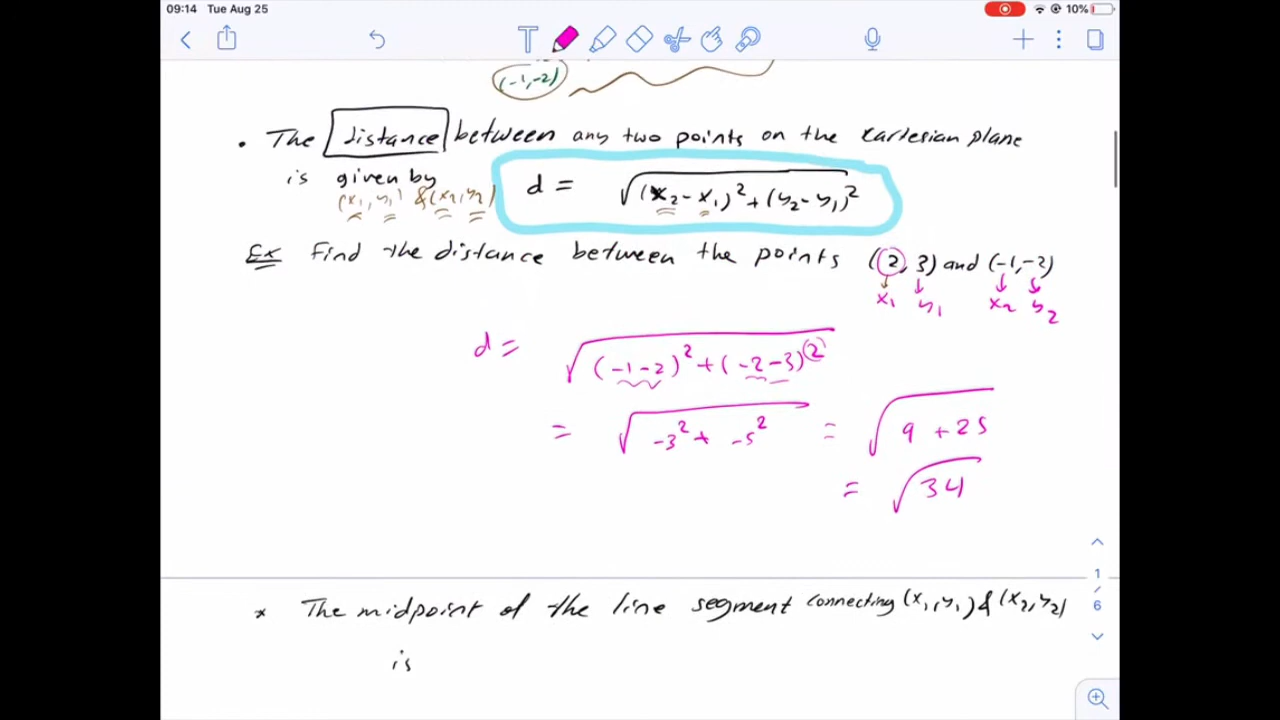 09:14 Tue Aug 25 10%
(-1,-2)
• The distance between any two points on the Kartesian plane
is given by d = √(x₂-x₁)²+(y₂-y₁)²
(x₁,y₁) &(x₂,y₂)
Ex Find the distance between the points (2,3) and (-1,-2)
x₁ y₁ x₂ y₂
d= √(-1-2)²+(-2-3)²
= √-3²+ -5² = √9+25
= √34
1
6
* The midpoint of the line segment connecting (x₁,y₁) & (x₂,y₂)
is